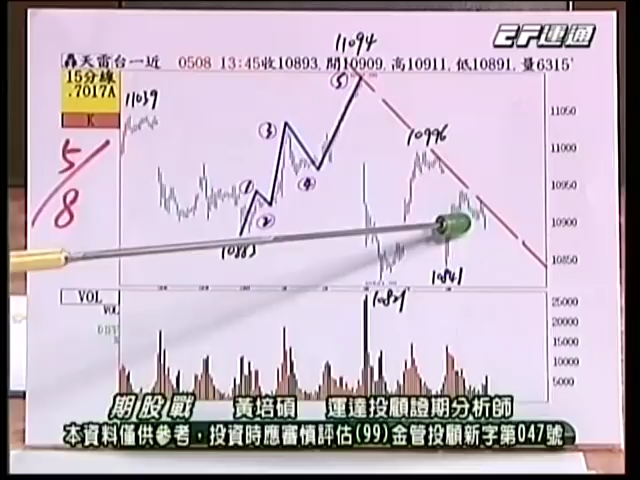 運通
11094
轟天雷台一近 0508 13:45收10893,開10909,高10911,低10891,量6315'
15分線
.7017A
K
11039
5/8
⑤
③
①
②
④
10883
10996
10841
10827
11050
11000
10950
10900
10850
VOL
VOL
25000
20000
15000
10000
5000
期股戰 黃培碩 運達投顧證期分析師
本資料僅供參考,投資時應審慎評估(99)金管投顧新字第047號